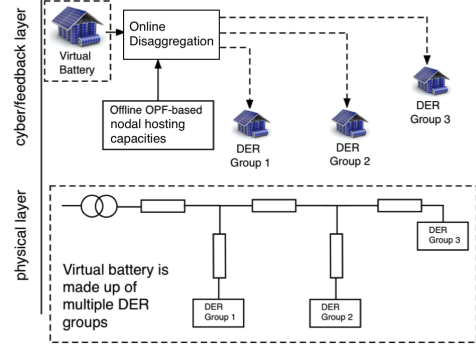 cyber/feedback layer
Virtual
Battery
Online
Disaggregation
Offline OPF-based
nodal hosting
capacities
DER
Group 1
DER
Group 2
DER
Group 3
physical layer
DER
Group 3
Virtual battery is
made up of
multiple DER
groups
DER
Group 1
DER
Group 2